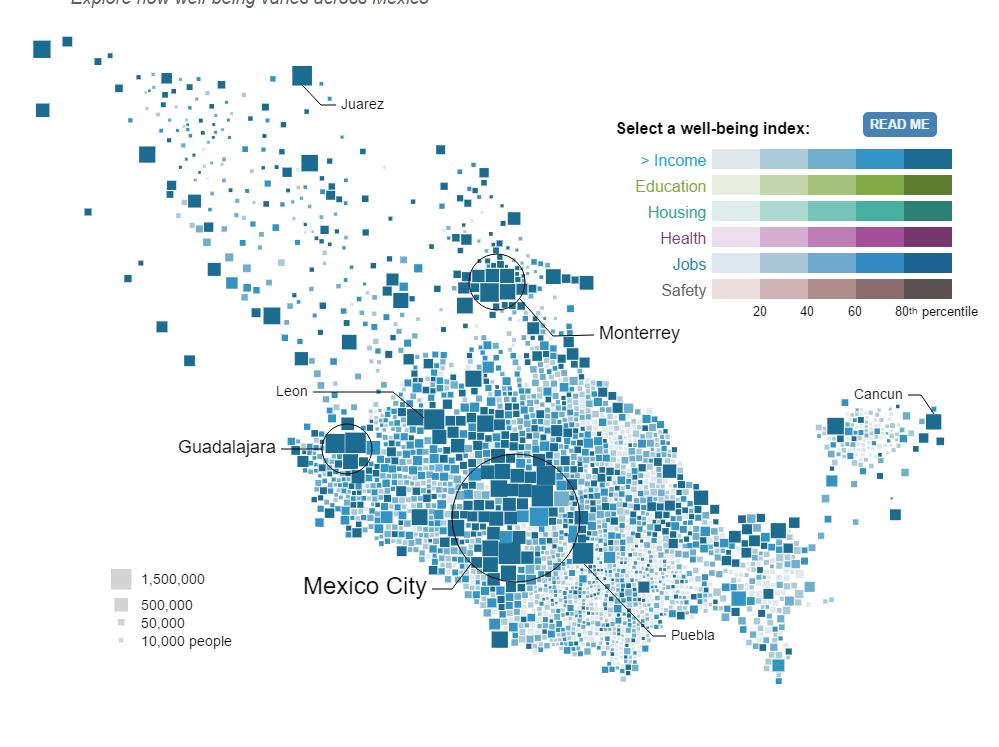 Explore how well-being varies across Mexico
Juarez
Select a well-being index:
READ ME
> Income
Education
Housing
Health
Jobs
Safety
20 40 60 80th percentile
Monterrey
Leon
Cancun
Guadalajara
Mexico City
Puebla
1,500,000
500,000
50,000
10,000 people